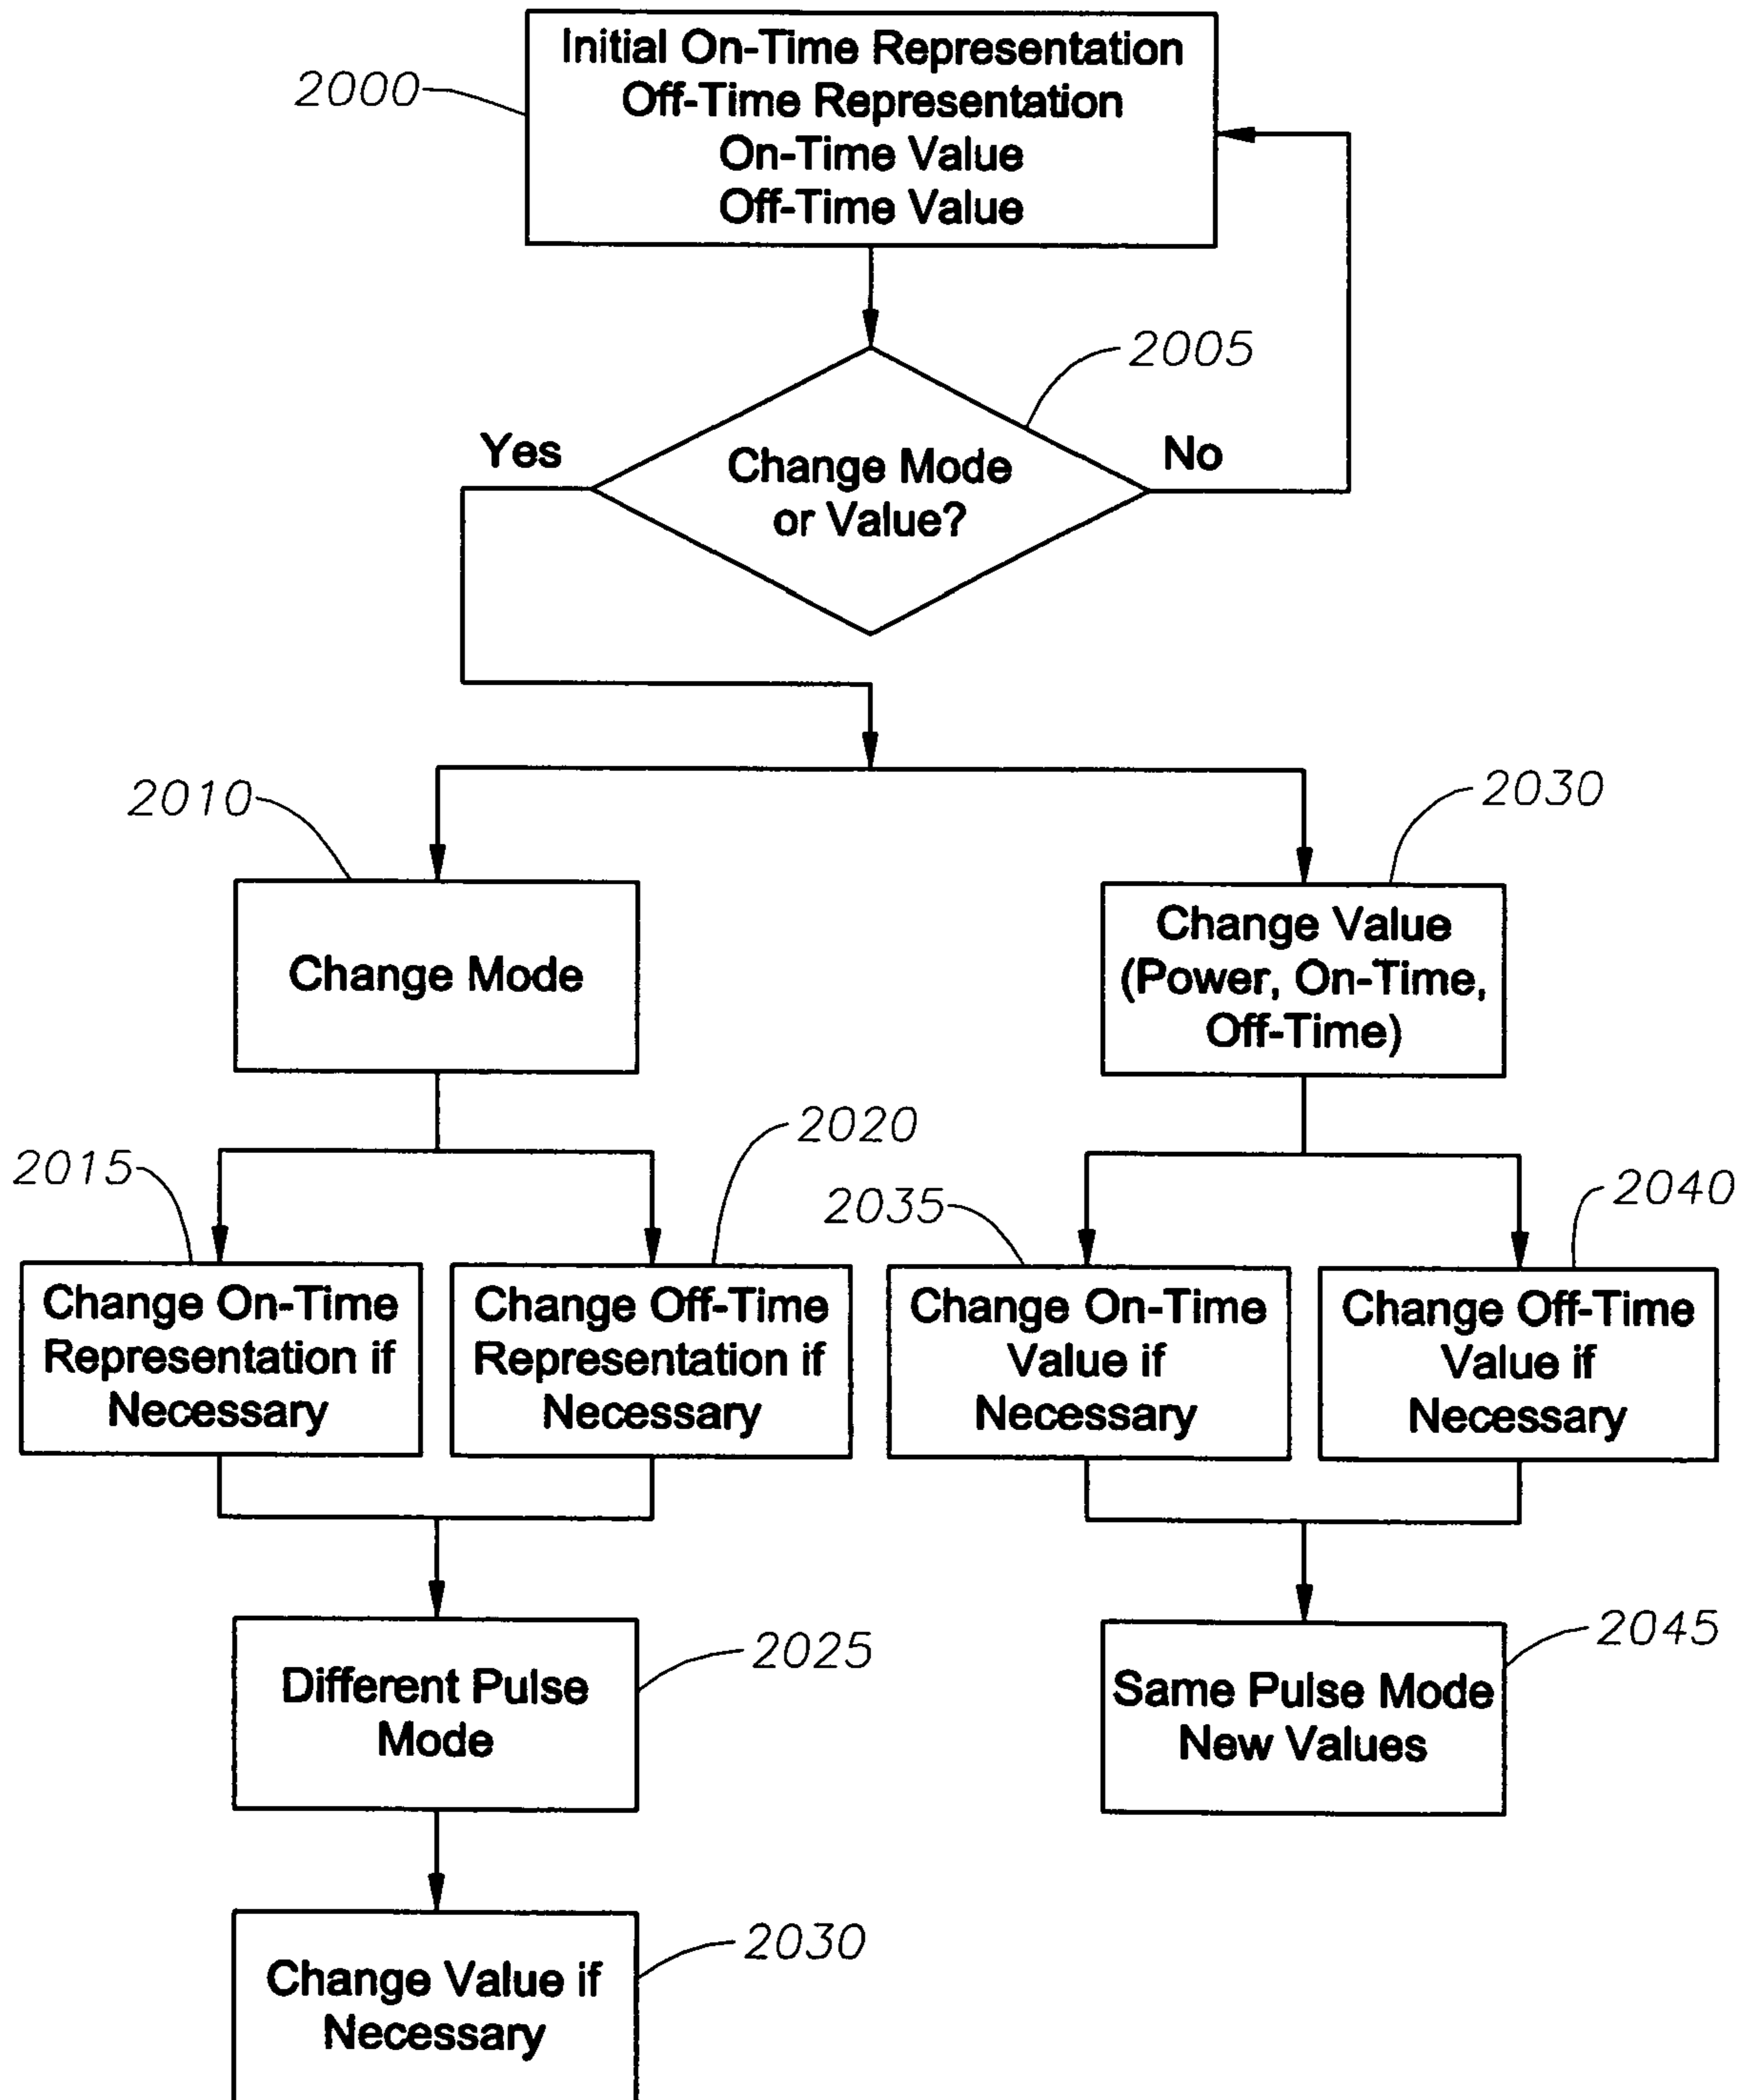 Initial On-Time Representation
Off-Time Representation
On-Time Value
Off-Time Value
2000
2005
Yes
Change Mode
or Value?
No
2010
2030
Change Mode
Change Value
(Power, On-Time,
Off-Time)
2015
2020
2035
2040
Change On-Time
Representation if
Necessary
Change Off-Time
Representation if
Necessary
Change On-Time
Value if
Necessary
Change Off-Time
Value if
Necessary
2025
2045
Different Pulse
Mode
Same Pulse Mode
New Values
2030
Change Value if
Necessary